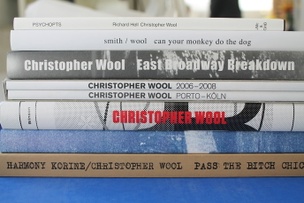 PSYCHOPTS Richard Hell Christopher Wool
smith / wool can your monkey do the dog
Christopher Wool East Broadway Breakdown
CHRISTOPHER WOOL 2006–2008
CHRISTOPHER WOOL PORTO–KÖLN
CHRISTOPHER WOOL
HARMONY KORINE/CHRISTOPHER WOOL PASS THE BITCH CHIC